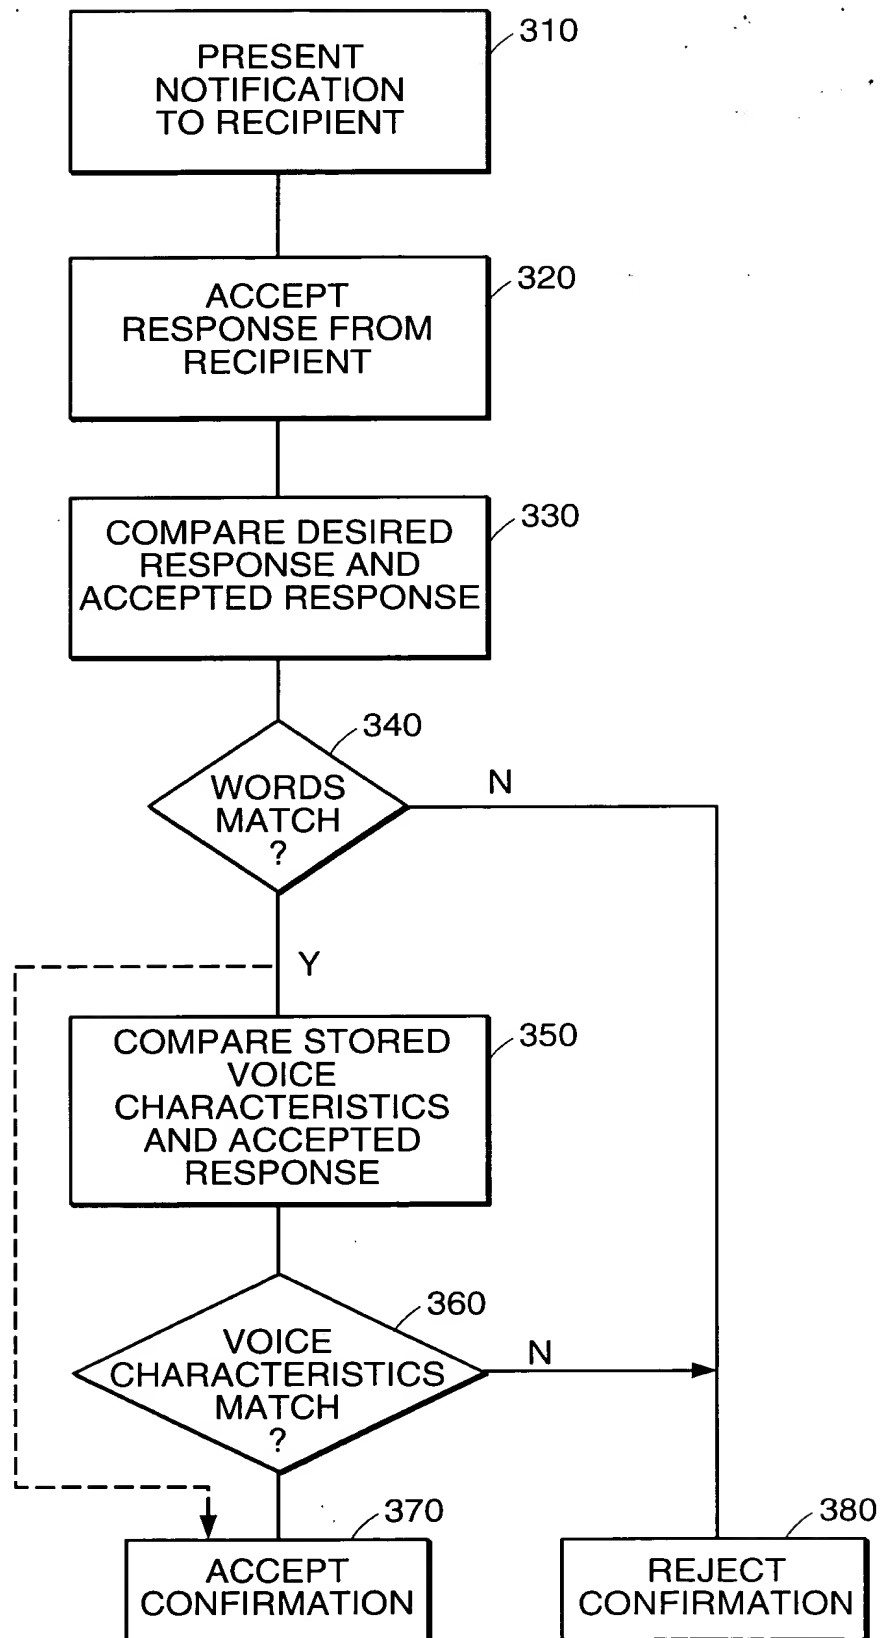 310
PRESENT
NOTIFICATION
TO RECIPIENT
320
ACCEPT
RESPONSE FROM
RECIPIENT
330
COMPARE DESIRED
RESPONSE AND
ACCEPTED RESPONSE
340
WORDS
MATCH
?
N
Y
350
COMPARE STORED
VOICE
CHARACTERISTICS
AND ACCEPTED
RESPONSE
360
VOICE
CHARACTERISTICS
MATCH
?
N
370
ACCEPT
CONFIRMATION
380
REJECT
CONFIRMATION